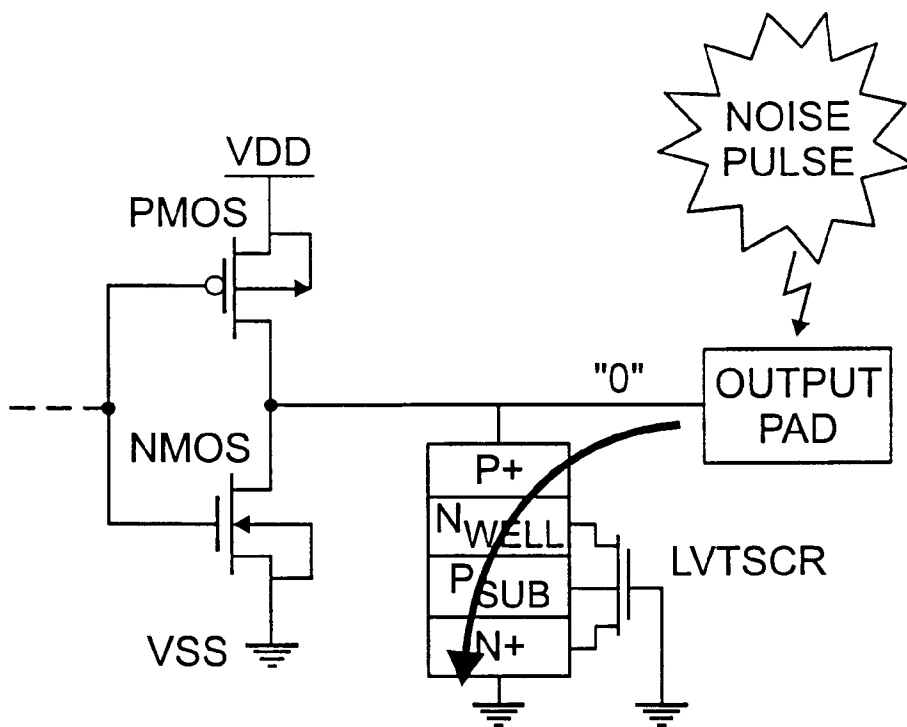 NOISE
PULSE
VDD
PMOS
"0"
OUTPUT
PAD
NMOS
P+
NWELL
PSUB
LVTSCR
N+
VSS